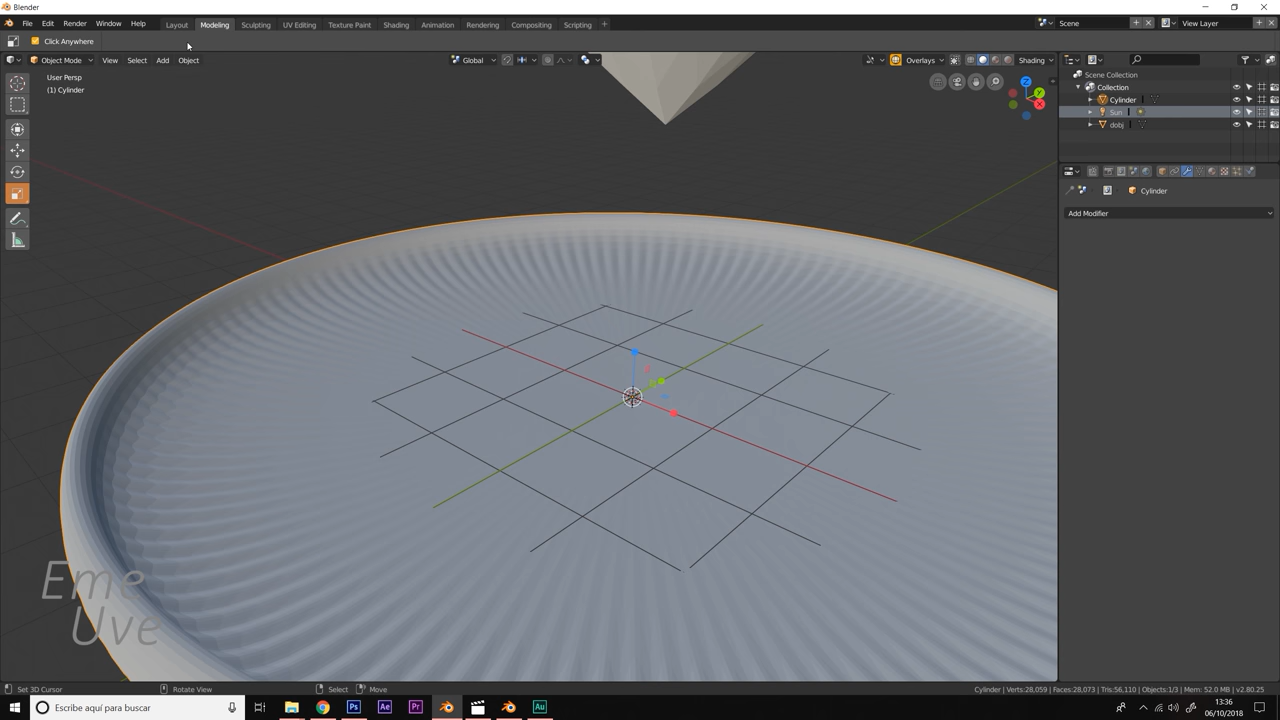 Blender
File Edit Render Window Help Layout Modeling Sculpting UV Editing Texture Paint Shading Animation Rendering Compositing Scripting + Scene View Layer
Click Anywhere
Object Mode View Select Add Object Global Overlays Shading
User Persp
(1) Cylinder
Scene Collection
Collection
Cylinder
Sun
dobj
Cylinder
Add Modifier
Z
Y
X
Eme
Uve
Set 3D Cursor Rotate View Select Move Cylinder | Verts:28,059 | Faces:28,073 | Tris:56,110 | Objects:1/3 | Mem: 52.0 MB | v2.80.25
Escribe aquí para buscar
Ps Ae Pr Au
13:36
06/10/2018